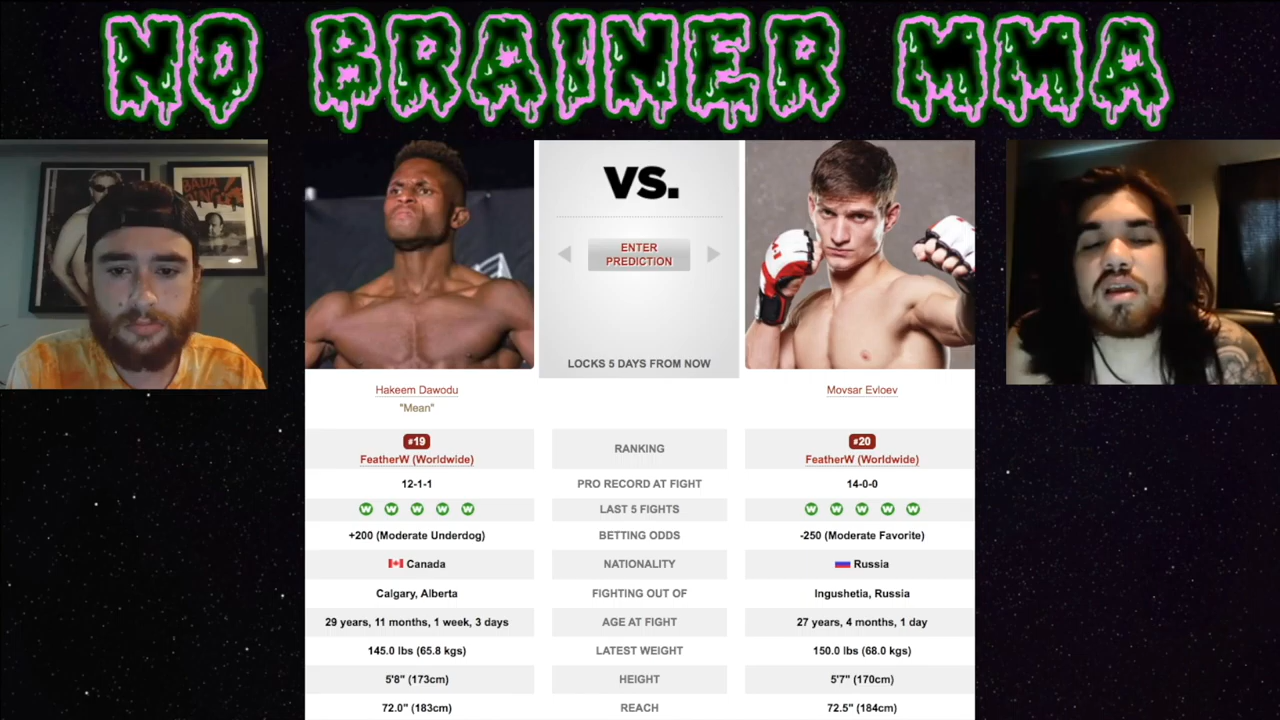 NO BRAINER MMA
BADA
BING
VS.
ENTER
PREDICTION
LOCKS 5 DAYS FROM NOW
Hakeem Dawodu
Movsar Evloev
"Mean"
#19
#20
FeatherW (Worldwide)
RANKING
FeatherW (Worldwide)
12-1-1
PRO RECORD AT FIGHT
14-0-0
W W W W W
LAST 5 FIGHTS
W W W W W
+200 (Moderate Underdog)
BETTING ODDS
-250 (Moderate Favorite)
Canada
NATIONALITY
Russia
Calgary, Alberta
FIGHTING OUT OF
Ingushetia, Russia
29 years, 11 months, 1 week, 3 days
AGE AT FIGHT
27 years, 4 months, 1 day
145.0 lbs (65.8 kgs)
LATEST WEIGHT
150.0 lbs (68.0 kgs)
5'8" (173cm)
HEIGHT
5'7" (170cm)
72.0" (183cm)
REACH
72.5" (184cm)